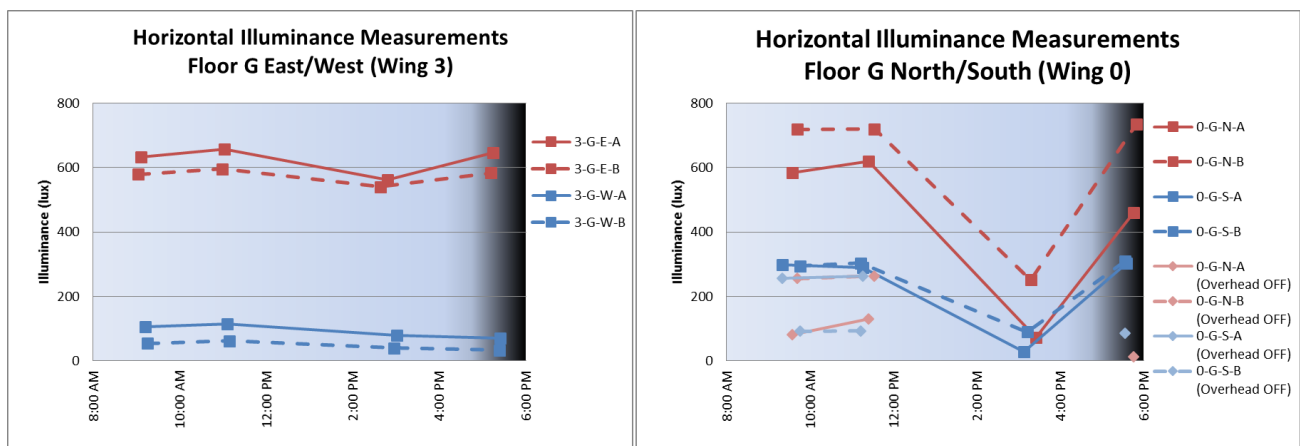 Horizontal Illuminance Measurements
Floor G East/West (Wing 3)
Illuminance (lux)
800
600
400
200
0
8:00 AM
10:00 AM
12:00 PM
2:00 PM
4:00 PM
6:00 PM
3-G-E-A
3-G-E-B
3-G-W-A
3-G-W-B
Horizontal Illuminance Measurements
Floor G North/South (Wing 0)
Illuminance (lux)
800
600
400
200
0
8:00 AM
10:00 AM
12:00 PM
2:00 PM
4:00 PM
6:00 PM
0-G-N-A
0-G-N-B
0-G-S-A
0-G-S-B
0-G-N-A
(Overhead OFF)
0-G-N-B
(Overhead OFF)
0-G-S-A
(Overhead OFF)
0-G-S-B
(Overhead OFF)